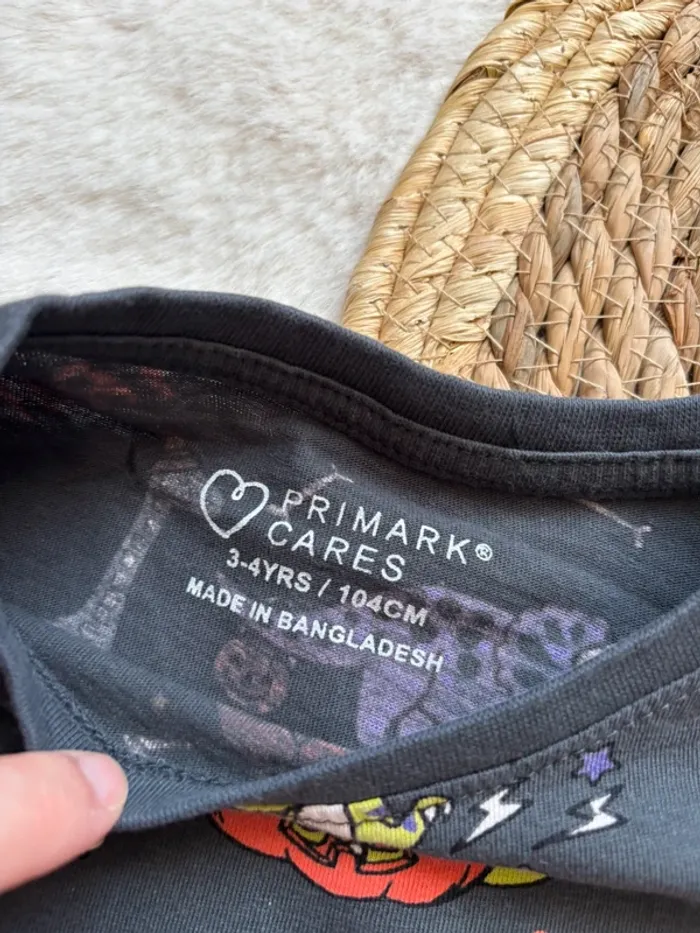 PRIMARK®
CARES
3-4YRS / 104CM
MADE IN BANGLADESH